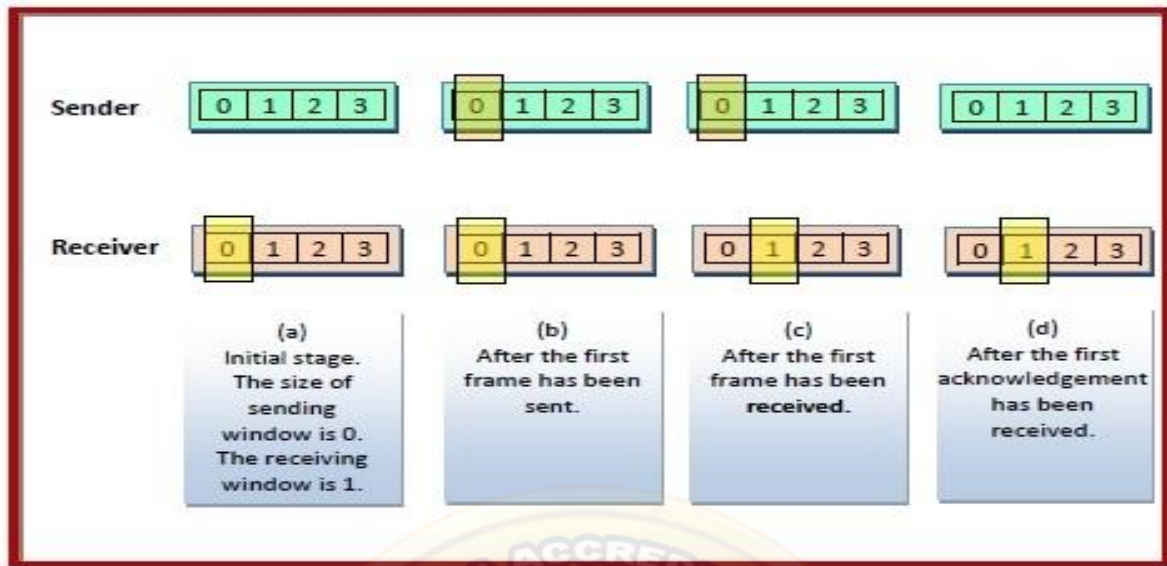 Sender 0 1 2 3 0 1 2 3 0 1 2 3 0 1 2 3
Receiver 0 1 2 3 0 1 2 3 0 1 2 3 0 1 2 3
(a)
Initial stage.
The size of
sending
window is 0.
The receiving
window is 1.
(b)
After the first
frame has been
sent.
(c)
After the first
frame has been
received.
(d)
After the first
acknowledgement
has been
received.